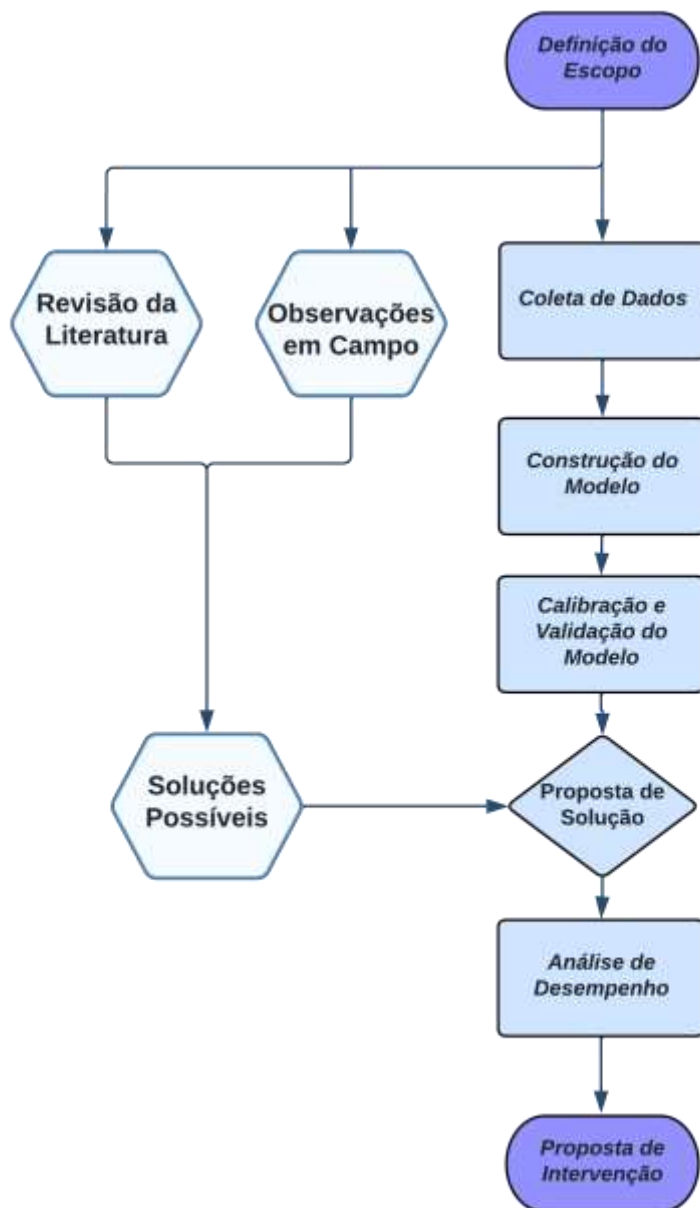 Definição do
Escopo
Revisão da
Literatura
Observações
em Campo
Coleta de Dados
Construção do
Modelo
Calibração e
Validação do
Modelo
Soluções
Possíveis
Proposta de
Solução
Análise de
Desempenho
Proposta de
Intervenção